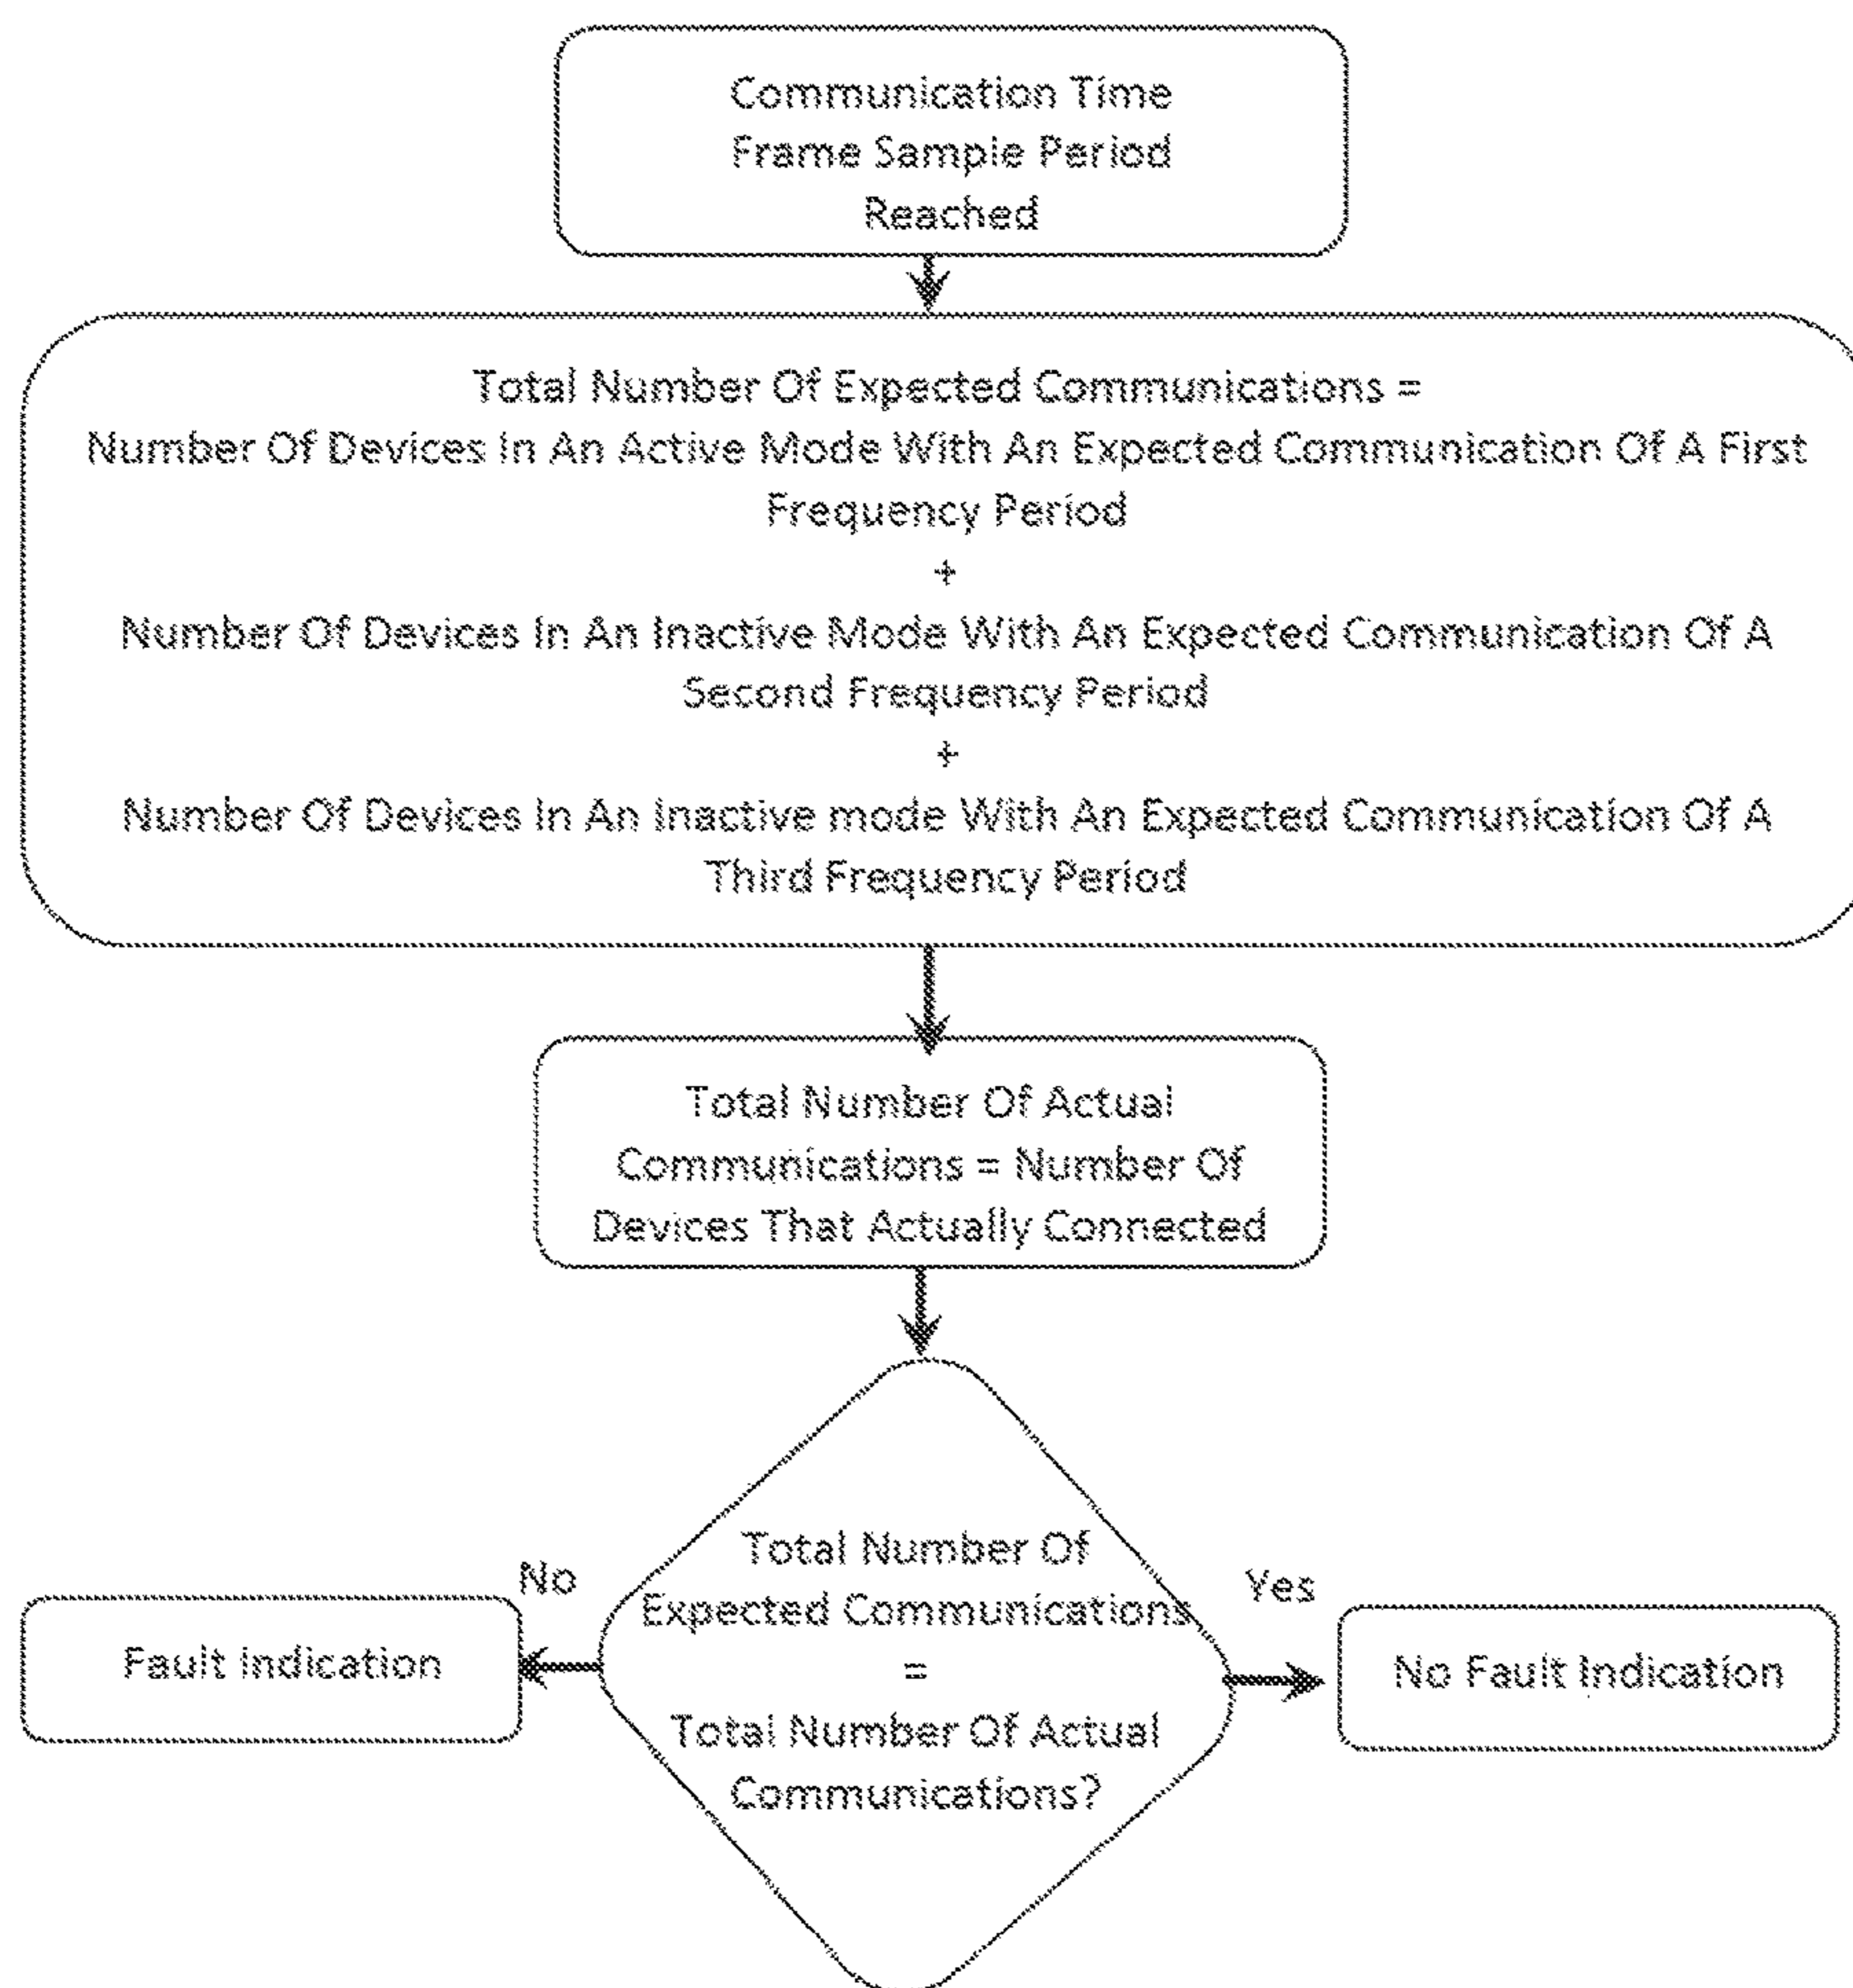 Communication Time
Frame Sample Period
Reached
Total Number Of Expected Communications =
Number Of Devices In An Active Mode With An Expected Communication Of A First
Frequency Period
+
Number Of Devices In An Inactive Mode With An Expected Communication Of A
Second Frequency Period
+
Number Of Devices In An Inactive mode With An Expected Communication Of A
Third Frequency Period
Total Number Of Actual
Communications = Number Of
Devices That Actually Connected
Total Number Of
Expected Communications
=
Total Number Of Actual
Communications?
No
Fault Indication
Yes
No Fault Indication